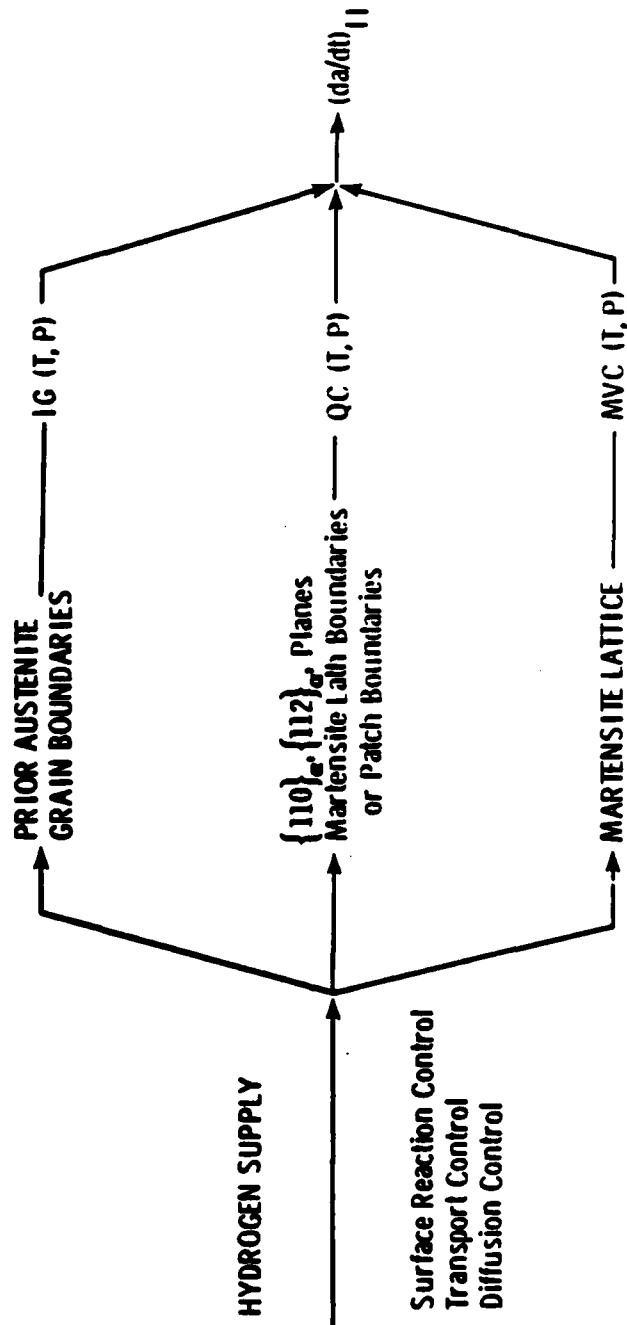 HYDROGEN SUPPLY
Surface Reaction Control
Transport Control
Diffusion Control
PRIOR AUSTENITE
GRAIN BOUNDARIES
IG (T, P)
{110}α', {112}α', Planes
Martensite Lath Boundaries
or Patch Boundaries
QC (T, P)
MARTENSITE LATTICE
MVC (T, P)
(da/dt)II